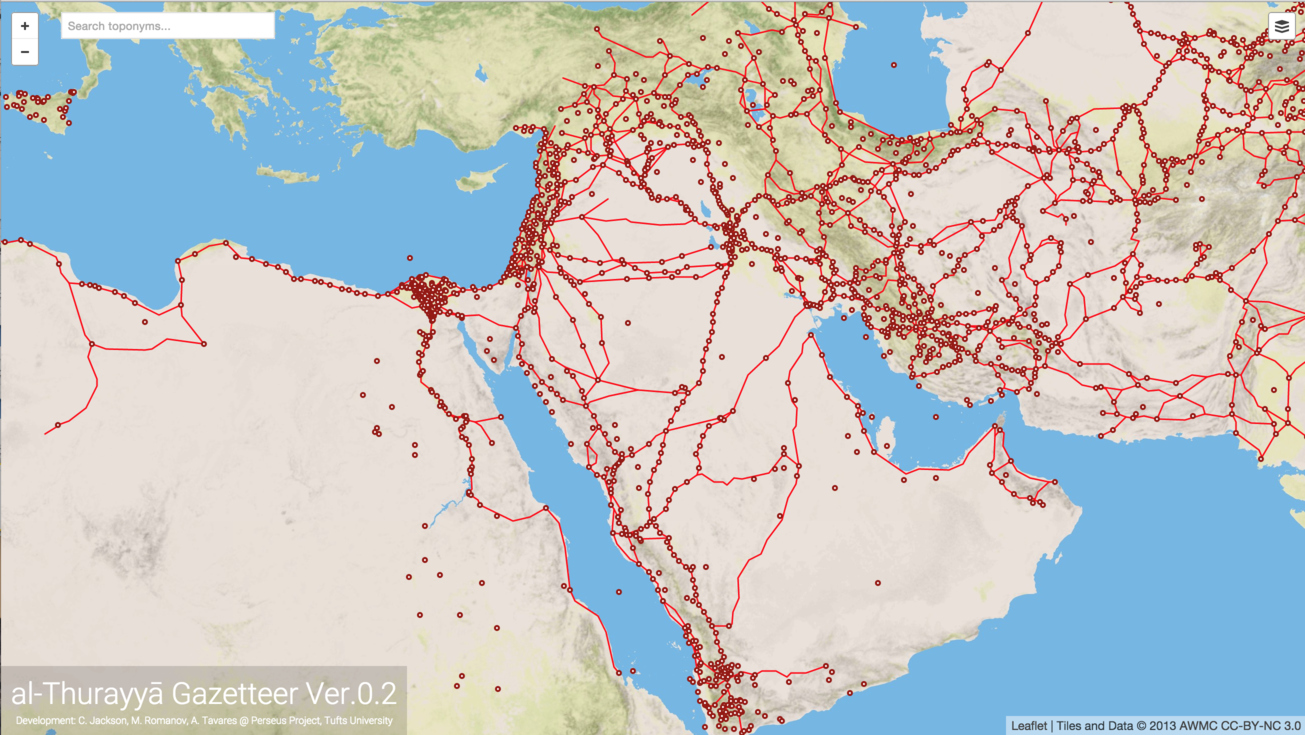 +
Search toponyms...
−
al-Thurayyā Gazetteer Ver.0.2
Development: C. Jackson, M. Romanov, A. Tavares @ Perseus Project, Tufts University
Leaflet | Tiles and Data © 2013 AWMC CC-BY-NC 3.0